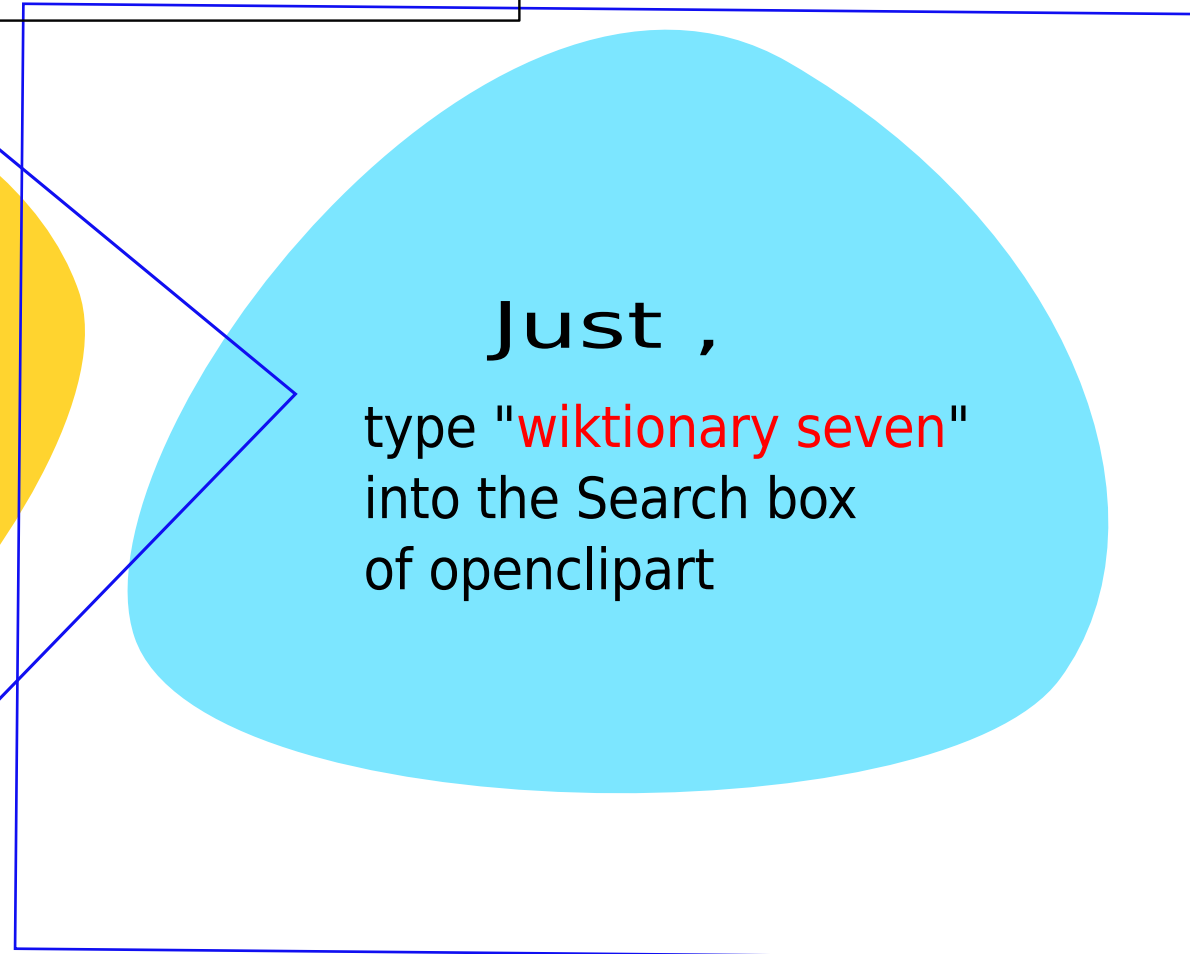 Just ,
type "wiktionary seven"
into the Search box
of openclipart